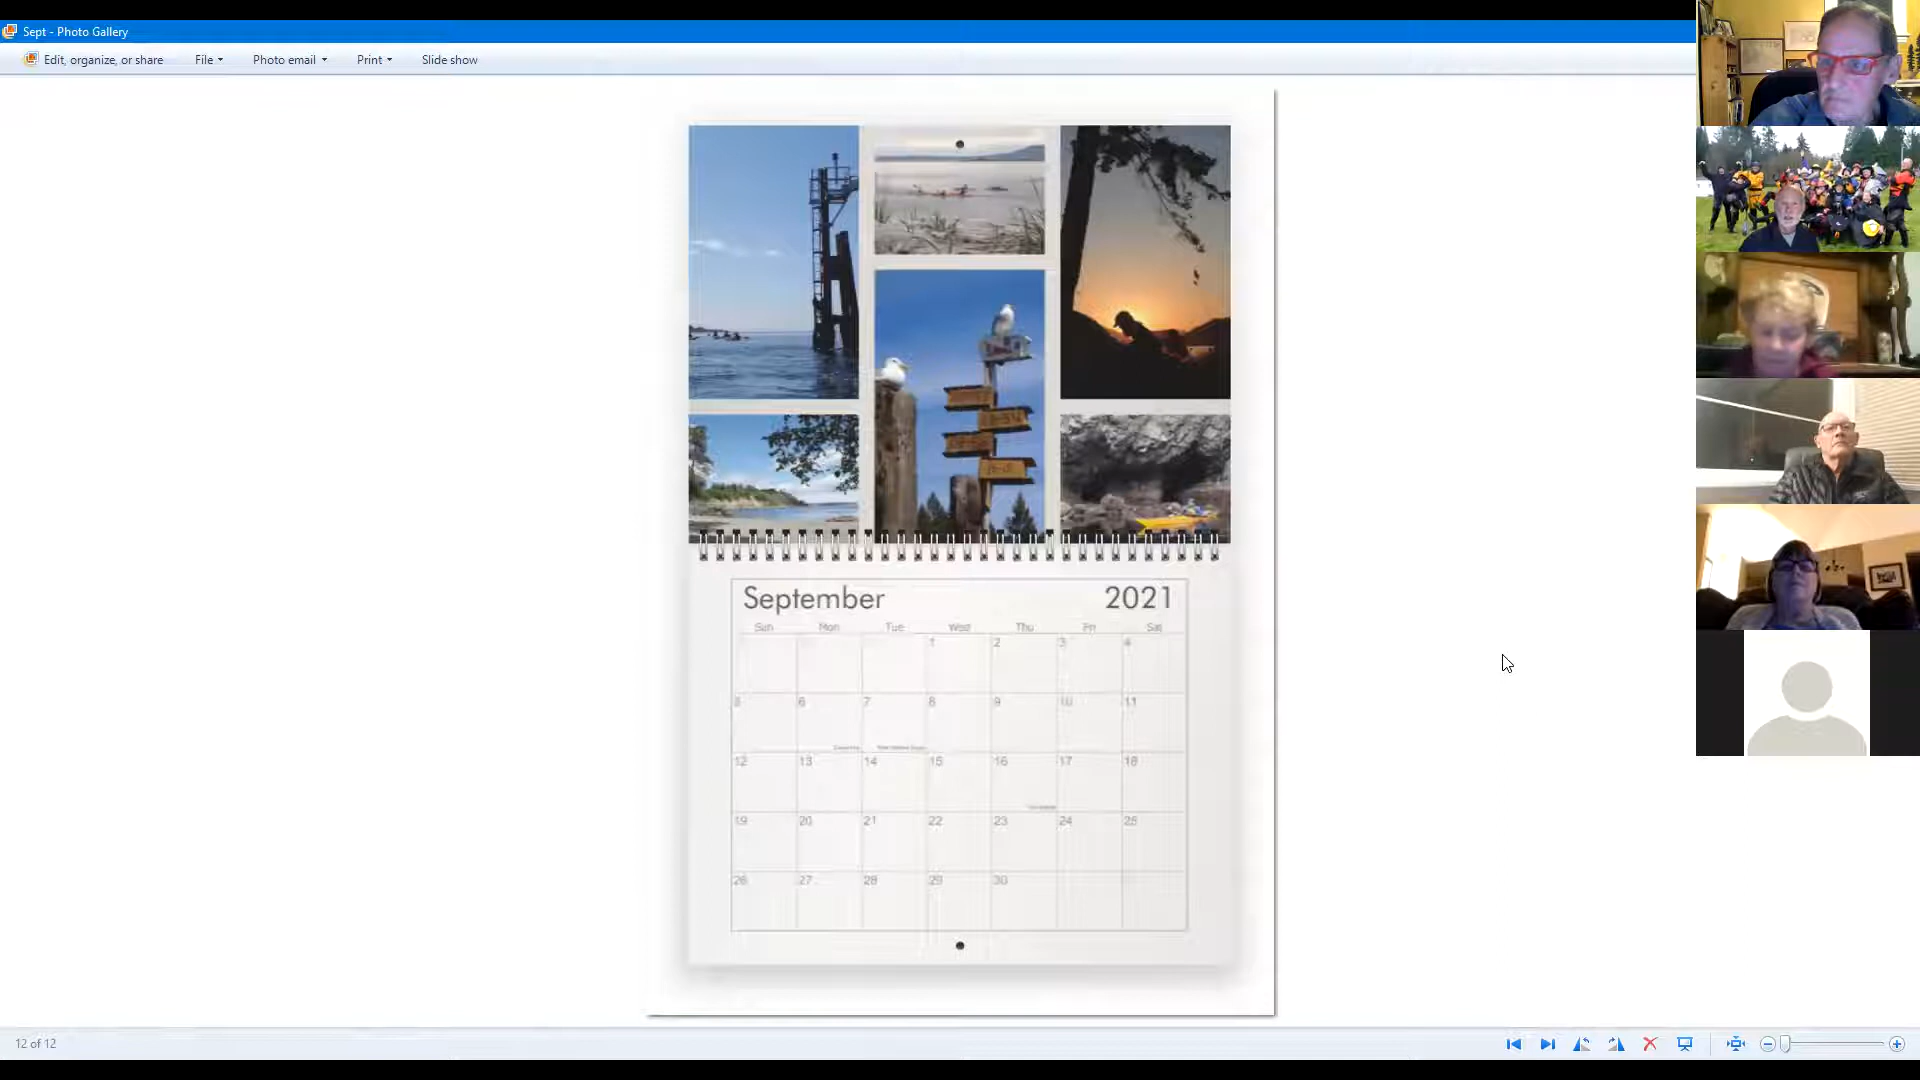 Sept - Photo Gallery
Edit, organize, or share File Photo email Print Slide show
September 2021
Sun Mon Tue Wed Thu Fri Sat
1 2 3 4
5 6 7 8 9 10 11
12 13 14 15 16 17 18
19 20 21 22 23 24 25
26 27 28 29 30
12 of 12